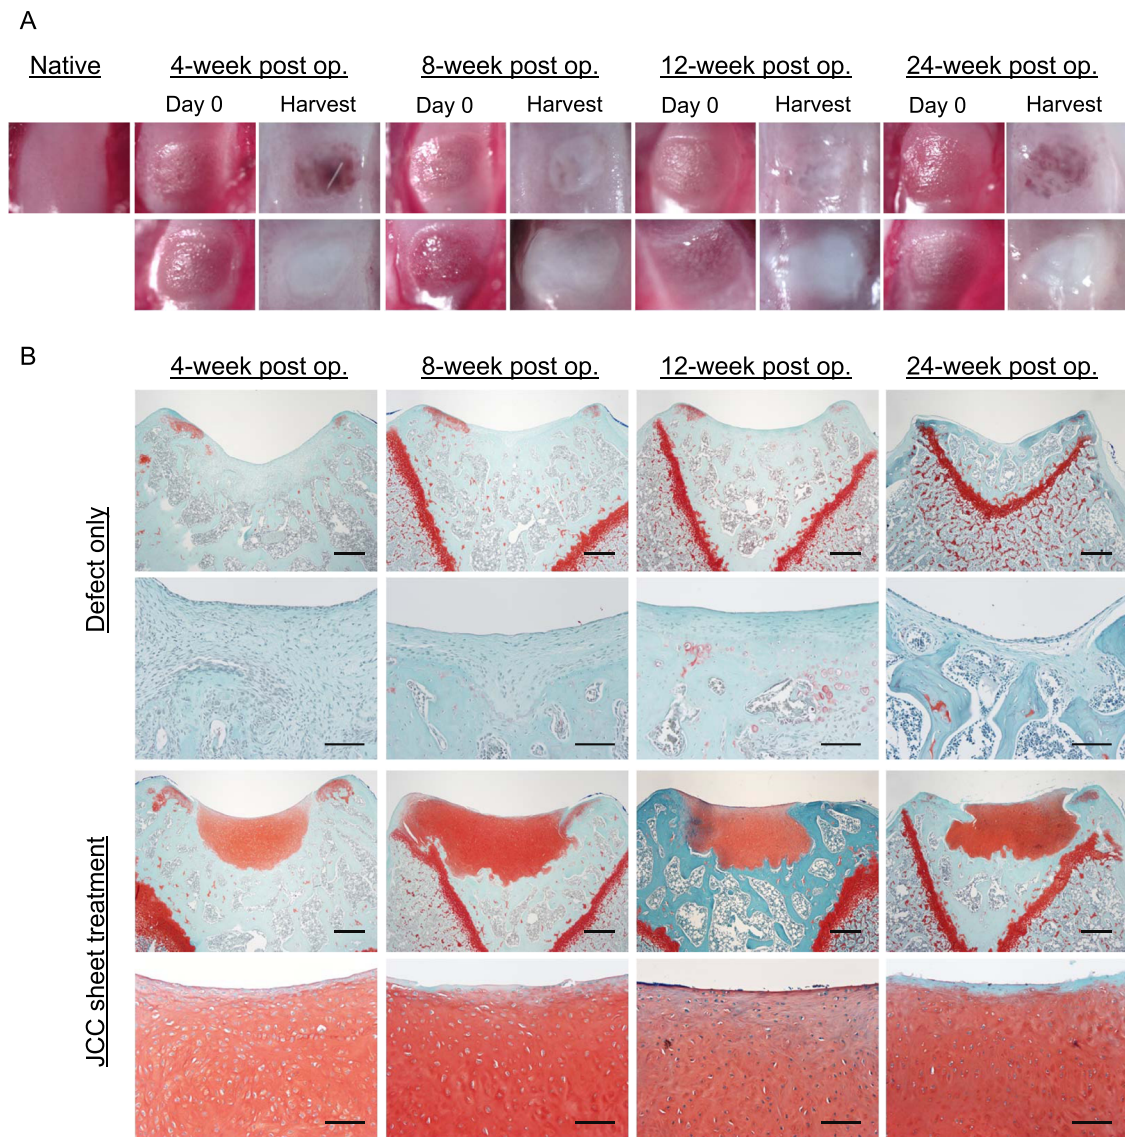 A
Native 4-week post op. 8-week post op. 12-week post op. 24-week post op.
Day 0 Harvest Day 0 Harvest Day 0 Harvest Day 0 Harvest
B
4-week post op. 8-week post op. 12-week post op. 24-week post op.
Defect only
JCC sheet treatment